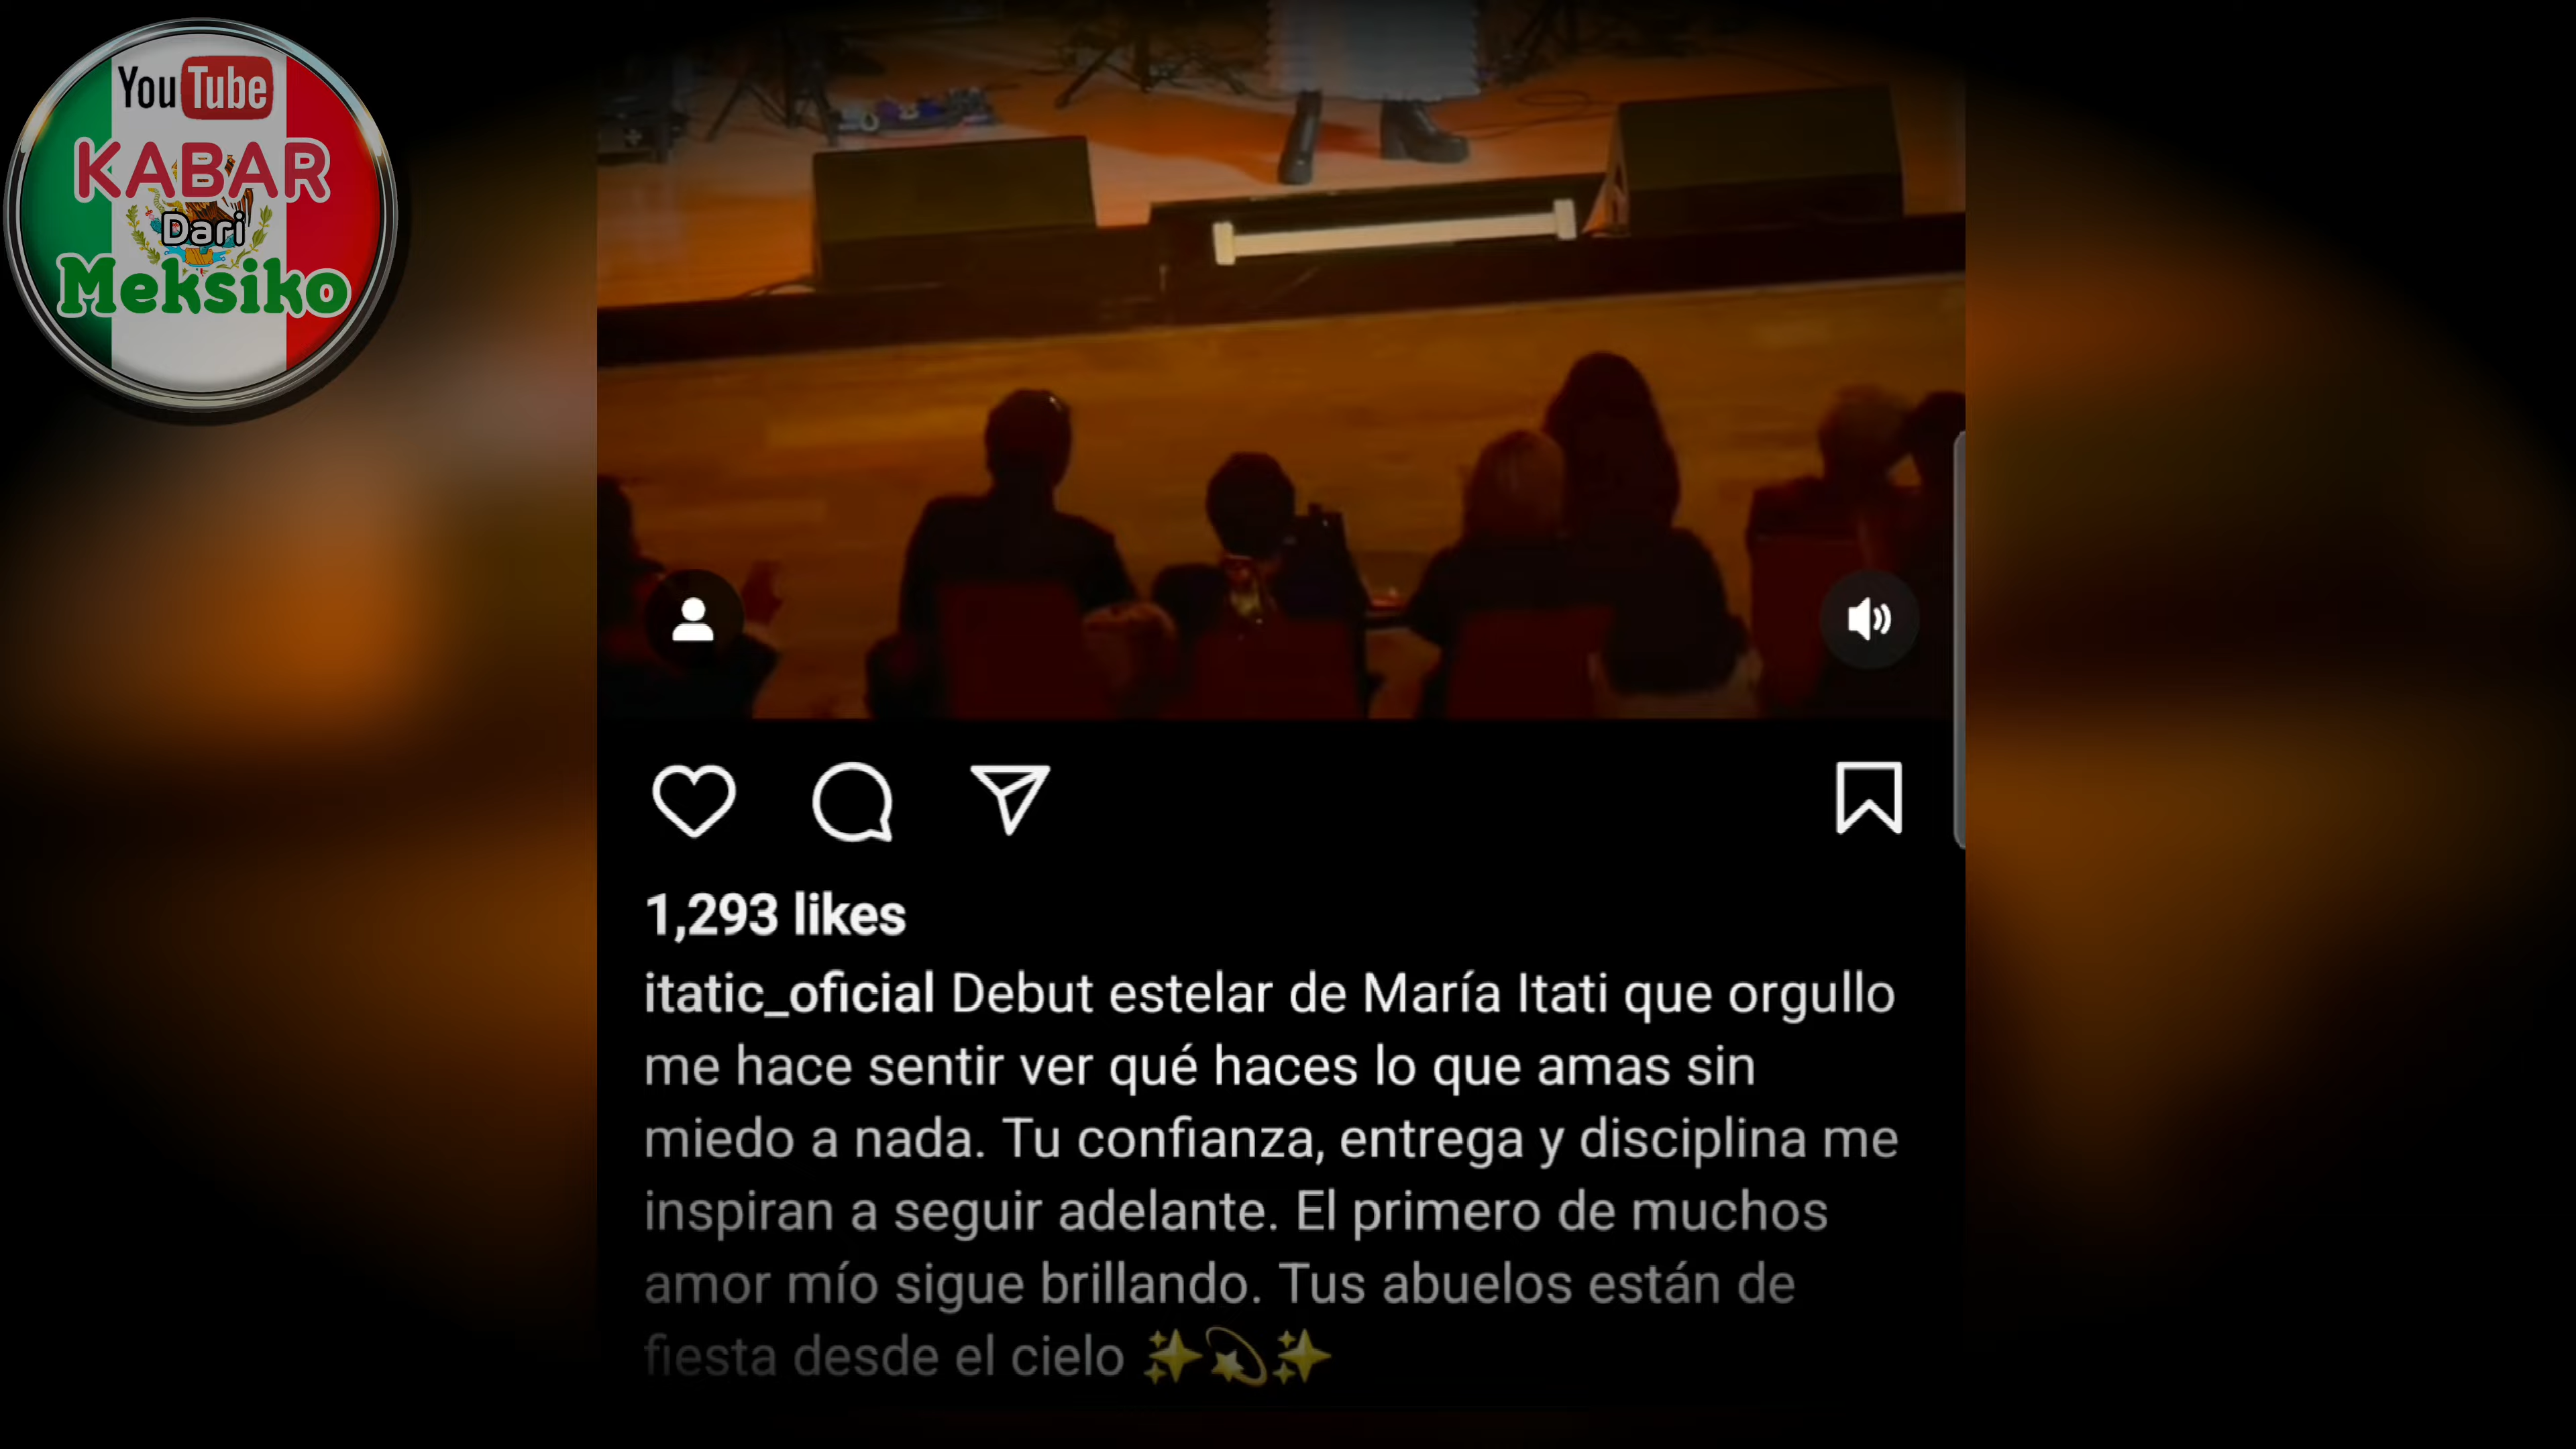 YouTube
KABAR
Dari
Meksiko
1,293 likes
itatic_oficial Debut estelar de María Itati que orgullo
me hace sentir ver qué haces lo que amas sin
miedo a nada. Tu confianza, entrega y disciplina me
inspiran a seguir adelante. El primero de muchos
amor mío sigue brillando. Tus abuelos están de
fiesta desde el cielo ✨💫✨